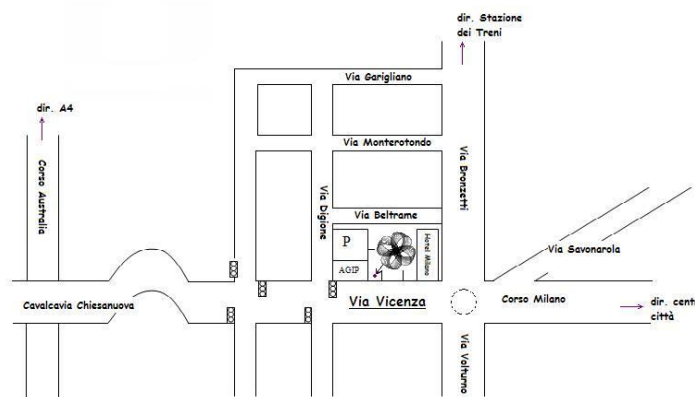 dir. Stazione
dei Treni
Via Garigliano
dir. A4
Via Monterotondo
Corso Australia
Via Digione
Via Bronzetti
Via Beltrame
P
Hotel Milano
AGIP
Via Savonarola
Cavalcavia Chiesanuova
Via Vicenza
Corso Milano
dir. cent
città
Via Volturno